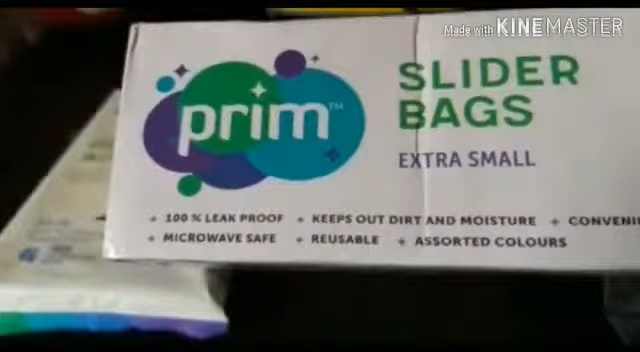 Made with KINEMASTER
prim™
SLIDER
BAGS
EXTRA SMALL
+ 100 % LEAK PROOF + KEEPS OUT DIRT AND MOISTURE + CONVENI
+ MICROWAVE SAFE + REUSABLE + ASSORTED COLOURS